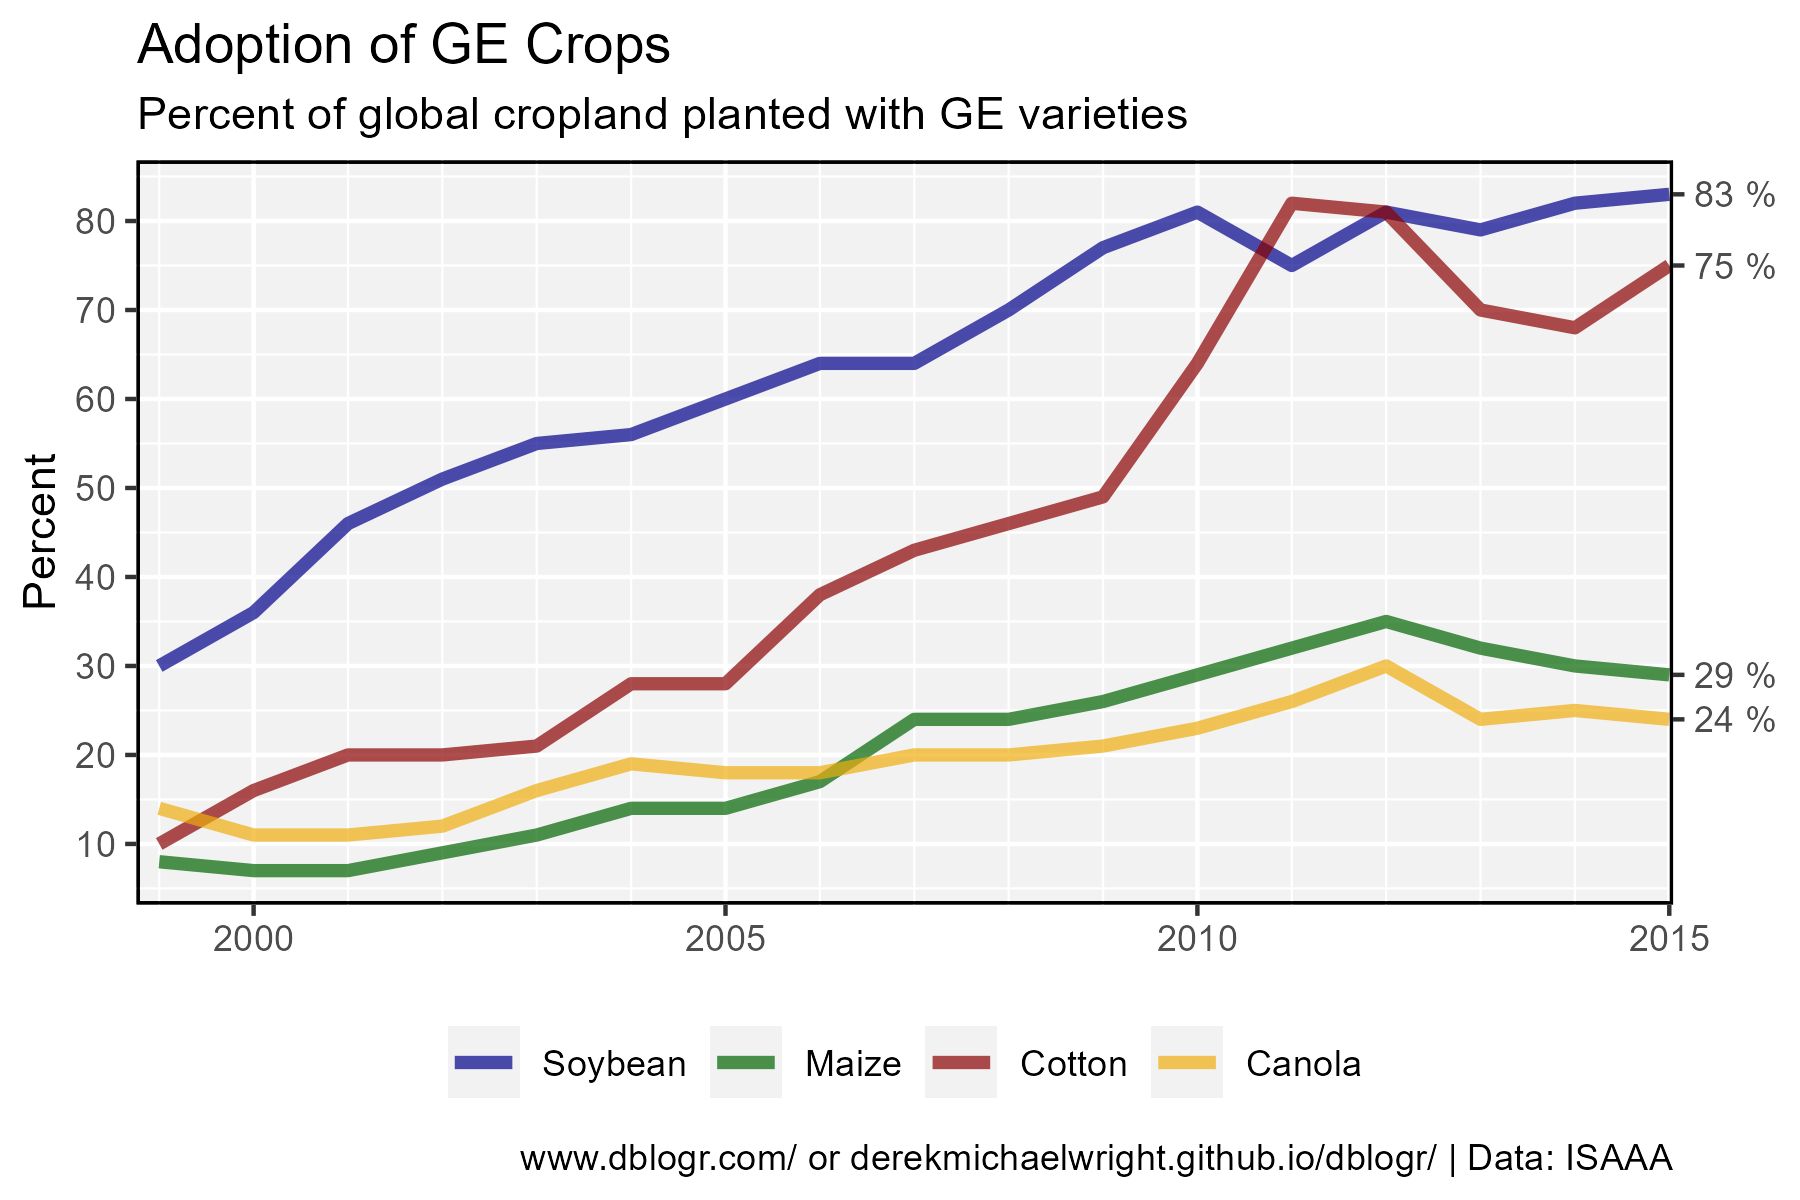 Adoption of GE Crops
Percent of global cropland planted with GE varieties
Percent
80
70
60
50
40
30
20
10
83 %
75 %
29 %
24 %
2000 2005 2010 2015
Soybean Maize Cotton Canola
www.dblogr.com/ or derekmichaelwright.github.io/dblogr/ | Data: ISAAA